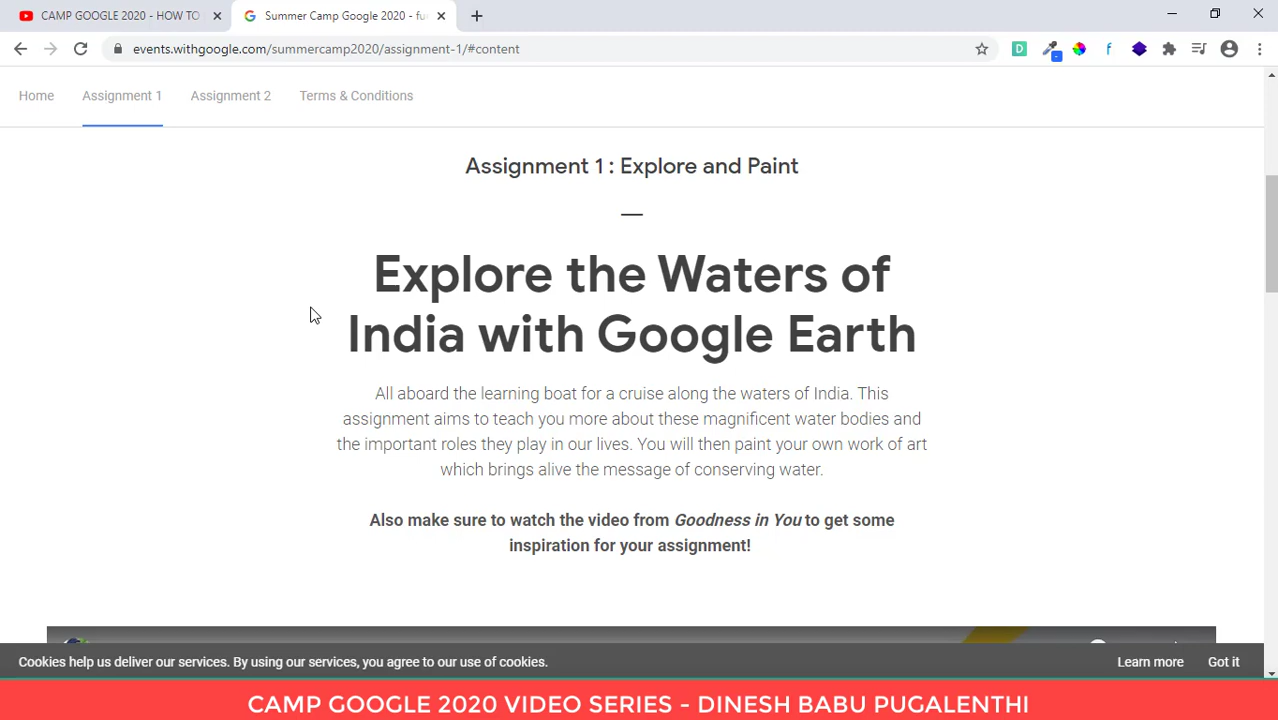 CAMP GOOGLE 2020 - HOW TO
Summer Camp Google 2020 - fu
events.withgoogle.com/summercamp2020/assignment-1/#content
Home Assignment 1 Assignment 2 Terms & Conditions
Assignment 1 : Explore and Paint
Explore the Waters of
India with Google Earth
All aboard the learning boat for a cruise along the waters of India. This
assignment aims to teach you more about these magnificent water bodies and
the important roles they play in our lives. You will then paint your own work of art
which brings alive the message of conserving water.
Also make sure to watch the video from Goodness in You to get some
inspiration for your assignment!
Cookies help us deliver our services. By using our services, you agree to our use of cookies. Learn more Got it
CAMP GOOGLE 2020 VIDEO SERIES - DINESH BABU PUGALENTHI